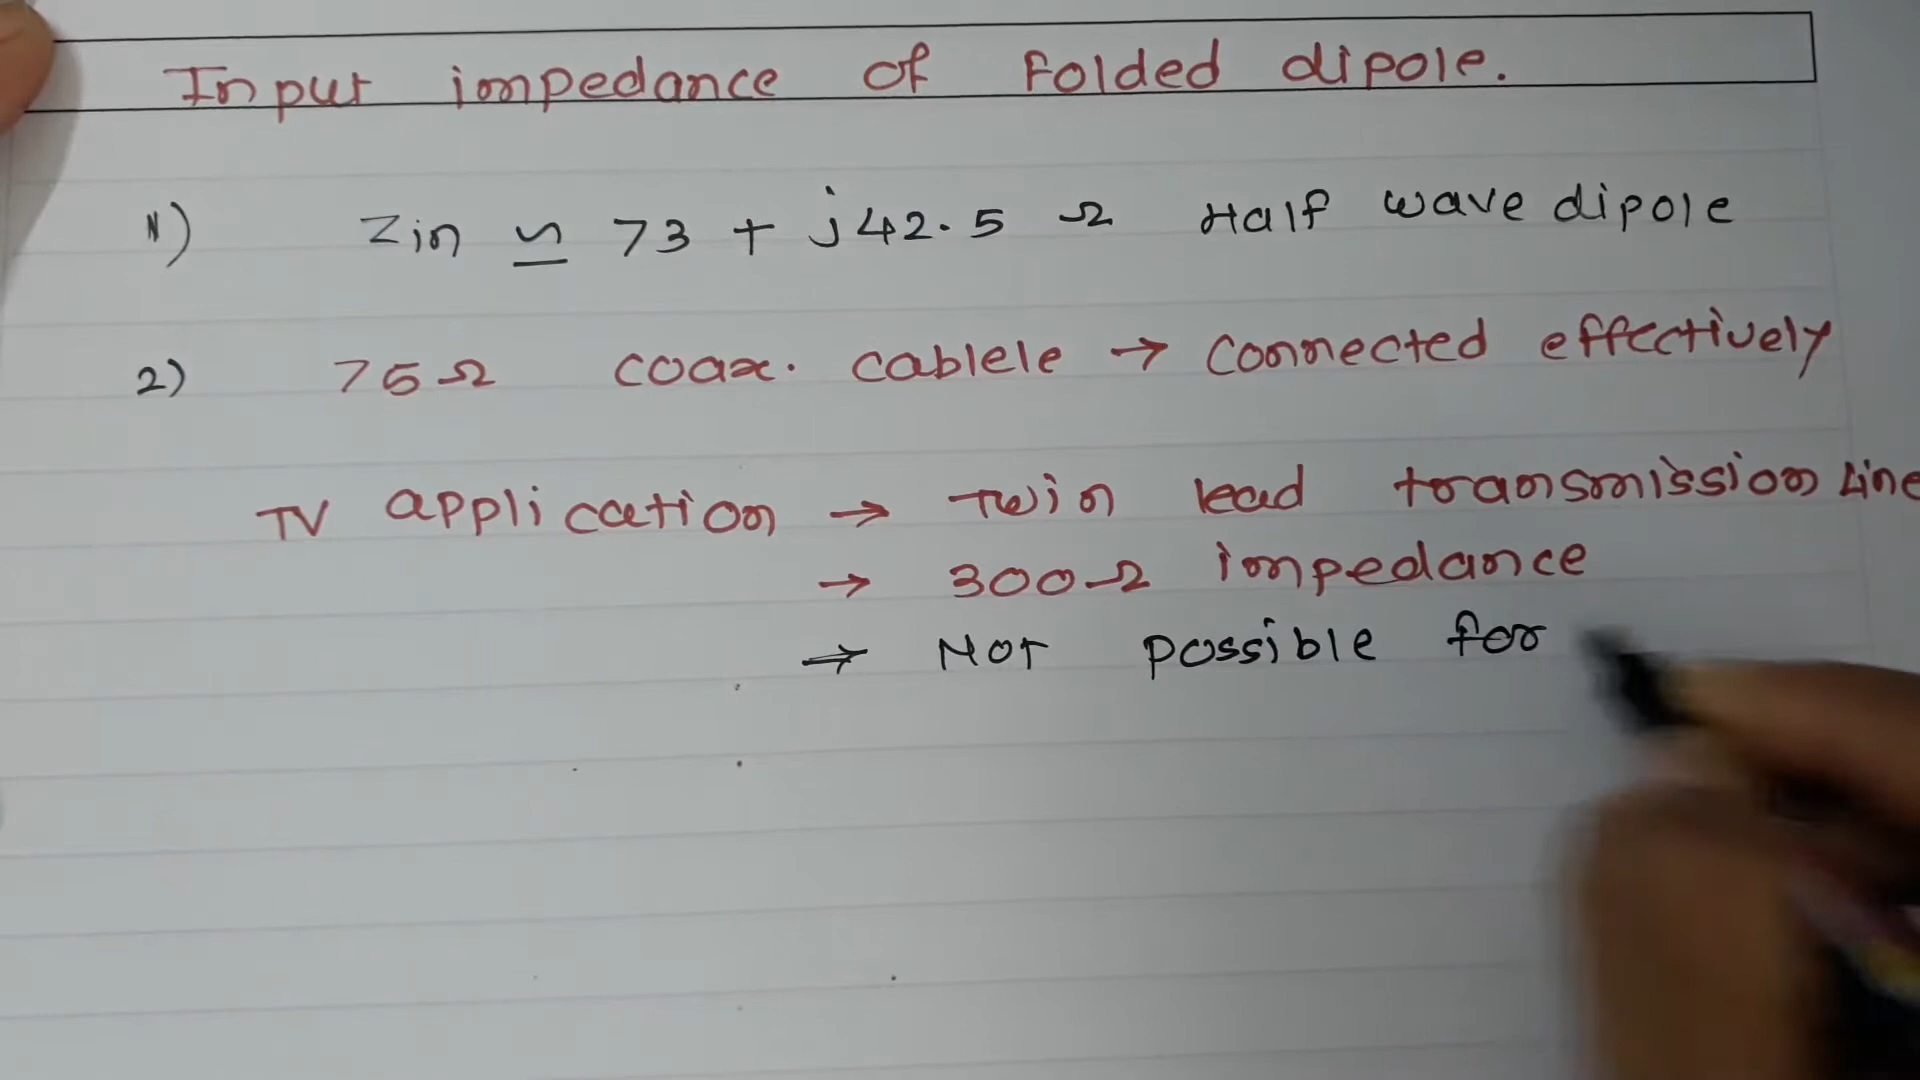 Input impedance of Folded dipole.
1) Zin ≃ 73 + j42.5 Ω Half wave dipole
2) 75Ω coax. cablele → connected effectively
TV application → Twin lead transmission Line
→ 300Ω impedance
→ Not possible for